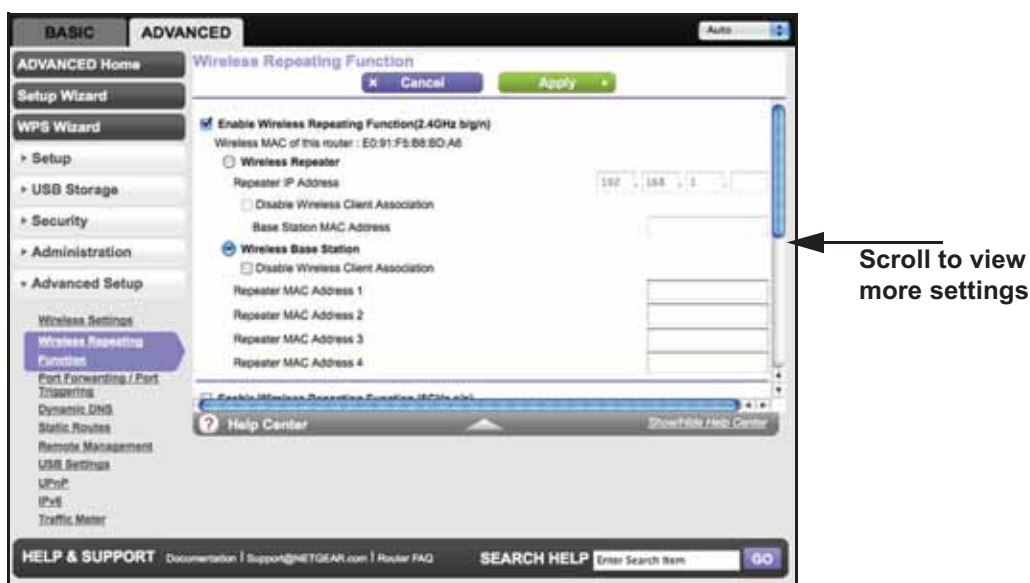 BASIC ADVANCED Auto
ADVANCED Home
Setup Wizard
WPS Wizard
▸ Setup
▸ USB Storage
▸ Security
▸ Administration
▾ Advanced Setup
Wireless Settings
Wireless Repeating
Function
Port Forwarding / Port
Triggering
Dynamic DNS
Static Routes
Remote Management
USB Settings
UPnP
IPv6
Traffic Meter
Wireless Repeating Function
× Cancel Apply ▸
Enable Wireless Repeating Function(2.4GHz b/g/n)
Wireless MAC of this router : E0:91:F5:B8:BD:A6
Wireless Repeater
Repeater IP Address 192 . 168 . 1 .
Disable Wireless Client Association
Base Station MAC Address
Wireless Base Station
Disable Wireless Client Association
Repeater MAC Address 1
Repeater MAC Address 2
Repeater MAC Address 3
Repeater MAC Address 4
Enable Wireless Repeating Function (5GHz a/n)
? Help Center Show/Hide Help Center
Scroll to view
more settings
HELP & SUPPORT Documentation | Support@NETGEAR.com | Router FAQ SEARCH HELP Enter Search Item GO